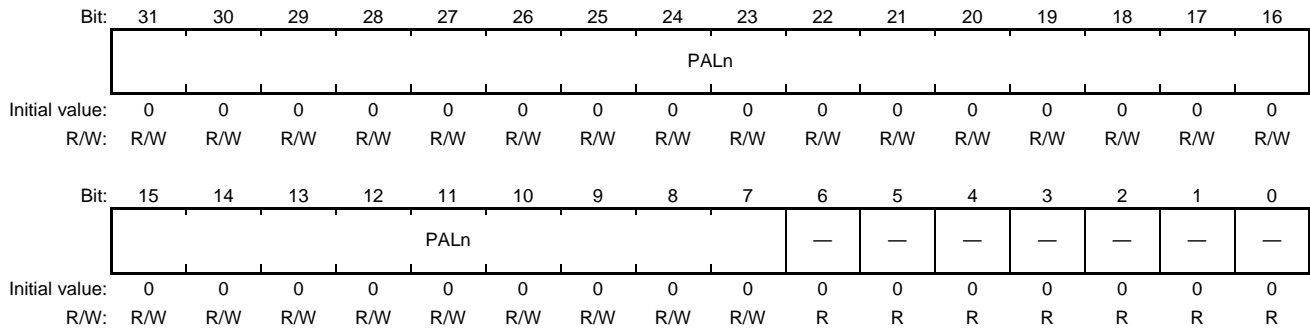 Bit: 31 30 29 28 27 26 25 24 23 22 21 20 19 18 17 16
PALn
Initial value: 0 0 0 0 0 0 0 0 0 0 0 0 0 0 0 0
R/W: R/W R/W R/W R/W R/W R/W R/W R/W R/W R/W R/W R/W R/W R/W R/W R/W
Bit: 15 14 13 12 11 10 9 8 7 6 5 4 3 2 1 0
PALn — — — — — — —
Initial value: 0 0 0 0 0 0 0 0 0 0 0 0 0 0 0 0
R/W: R/W R/W R/W R/W R/W R/W R/W R/W R/W R R R R R R R